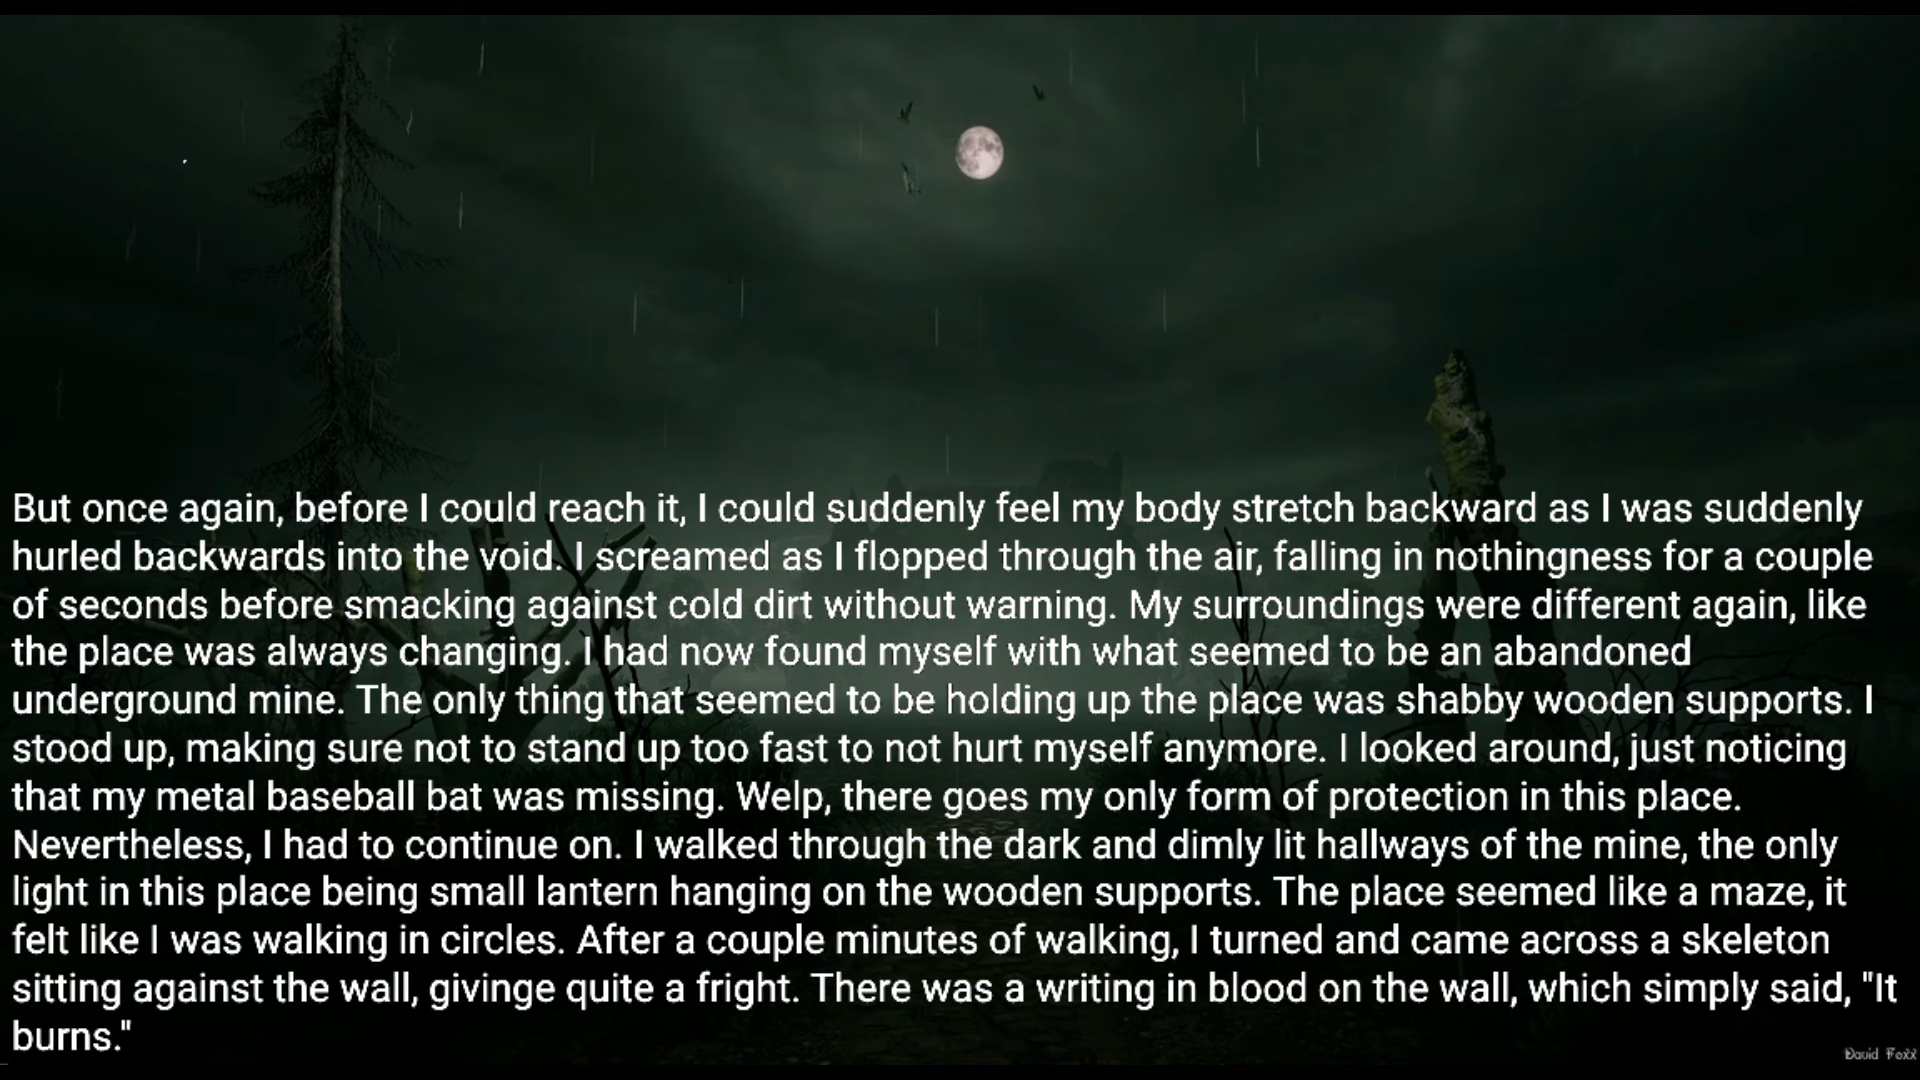 But once again, before I could reach it, I could suddenly feel my body stretch backward as I was suddenly
hurled backwards into the void. I screamed as I flopped through the air, falling in nothingness for a couple
of seconds before smacking against cold dirt without warning. My surroundings were different again, like
the place was always changing. I had now found myself with what seemed to be an abandoned
underground mine. The only thing that seemed to be holding up the place was shabby wooden supports. I
stood up, making sure not to stand up too fast to not hurt myself anymore. I looked around, just noticing
that my metal baseball bat was missing. Welp, there goes my only form of protection in this place.
Nevertheless, I had to continue on. I walked through the dark and dimly lit hallways of the mine, the only
light in this place being small lantern hanging on the wooden supports. The place seemed like a maze, it
felt like I was walking in circles. After a couple minutes of walking, I turned and came across a skeleton
sitting against the wall, givinge quite a fright. There was a writing in blood on the wall, which simply said, "It
burns."
David Foxx